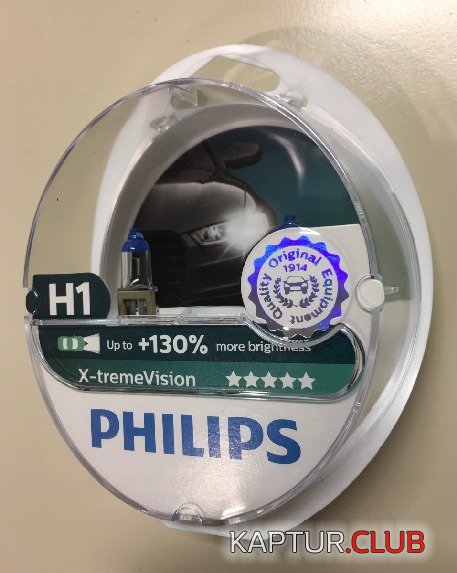 Original
Quality
Equipment
1914
H1
Up to +130% more brightness
X-tremeVision
PHILIPS
KAPTUR.CLUB